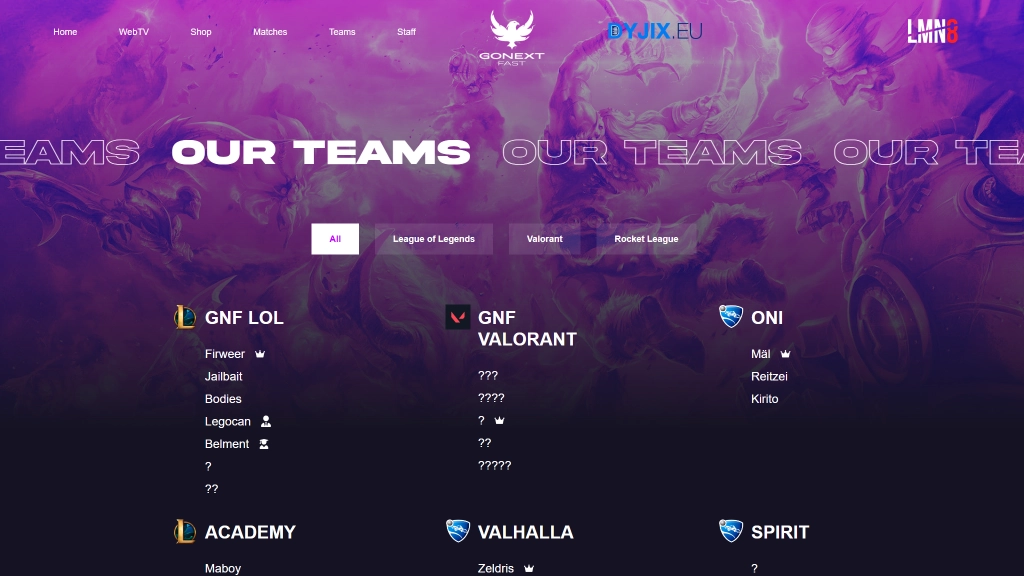 Home
WebTV
Shop
Matches
Teams
Staff
GONEXT
FAST
DYJIX.EU
LMN8
EAMS OUR TEAMS OUR TEAMS OUR TEA
All
League of Legends
Valorant
Rocket League
GNF LOL
Firweer
Jailbait
Bodies
Legocan
Belment
?
??
GNF
VALORANT
???
????
?
??
?????
ONI
Mäl
Reitzei
Kirito
ACADEMY
Maboy
VALHALLA
Zeldris
SPIRIT
?